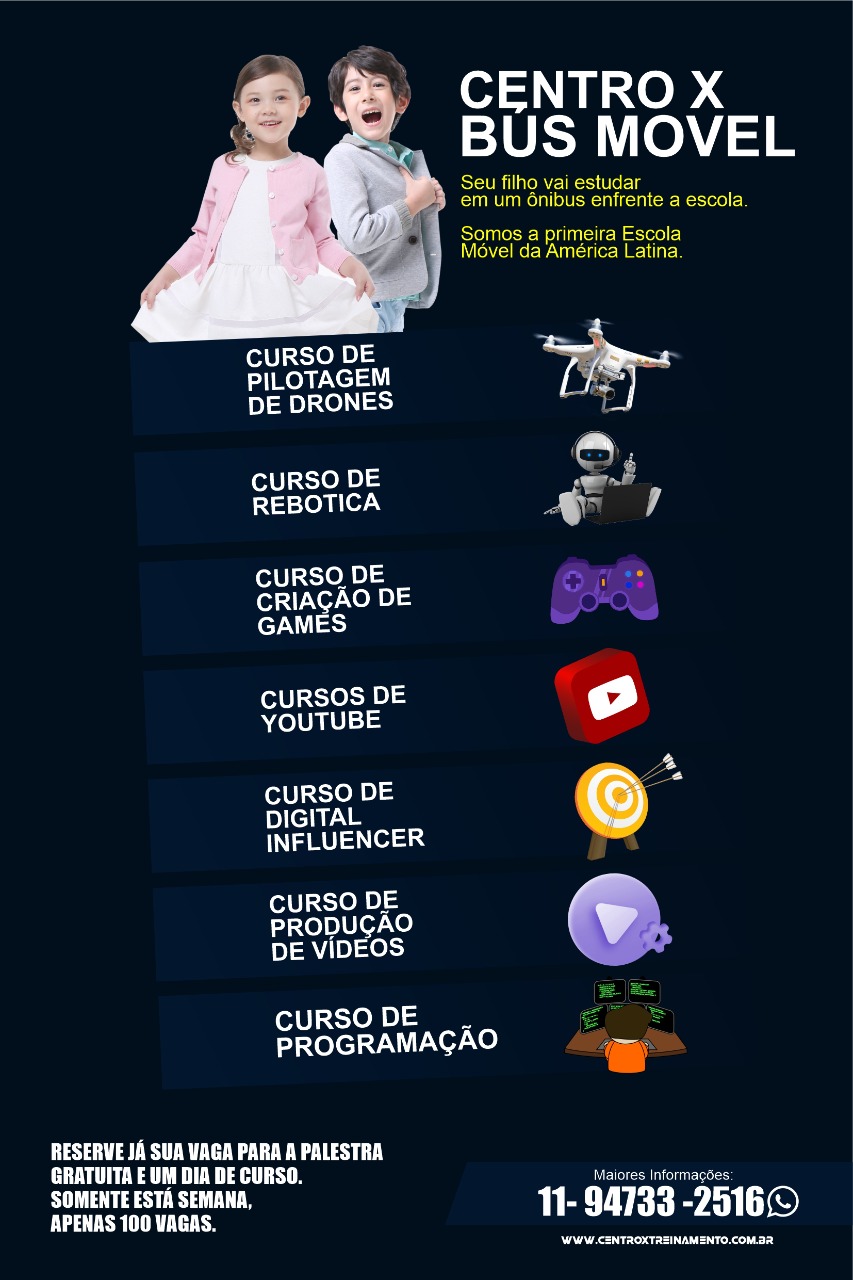 CENTRO X
BÚS MOVEL
Seu filho vai estudar
em um ônibus enfrente a escola.
Somos a primeira Escola
Móvel da América Latina.
CURSO DE
PILOTAGEM
DE DRONES
CURSO DE
REBOTICA
CURSO DE
CRIAÇÃO DE
GAMES
CURSOS DE
YOUTUBE
CURSO DE
DIGITAL
INFLUENCER
CURSO DE
PRODUÇÃO
DE VÍDEOS
CURSO DE
PROGRAMAÇÃO
RESERVE JÁ SUA VAGA PARA A PALESTRA
GRATUITA E UM DIA DE CURSO.
SOMENTE ESTÁ SEMANA,
APENAS 100 VAGAS.
Maiores Informações:
11- 94733 -2516
WWW.CENTROXTREINAMENTO.COM.BR